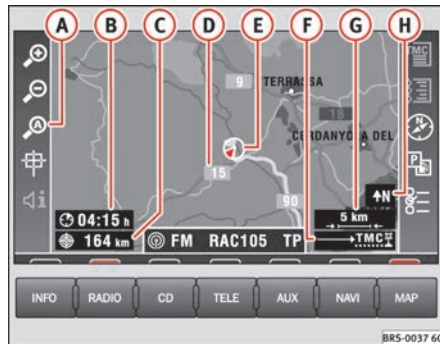 A B C D E F G H
TMC
9
TERRASSA
A
18
CERDANYOLA DEL
P
15
i
N
04:15 h
90
5 km
164 km
FM RAC105 TP
TMC
INFO RADIO CD TELE AUX NAVI MAP
BRS-0037